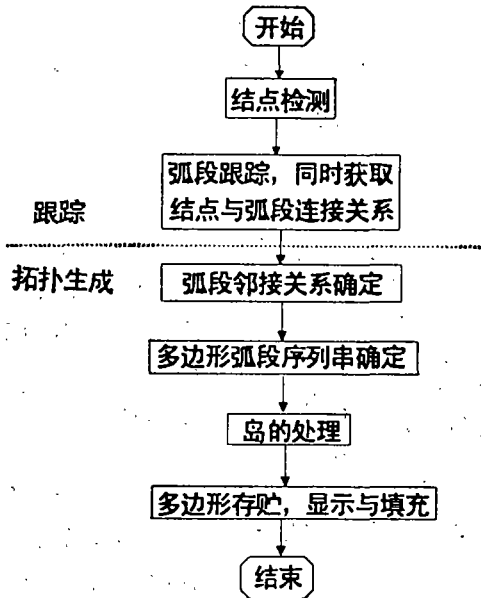 开始
结点检测
弧段跟踪，同时获取
结点与弧段连接关系
跟踪
拓扑生成
弧段邻接关系确定
多边形弧段序列串确定
岛的处理
多边形存贮，显示与填充
结束